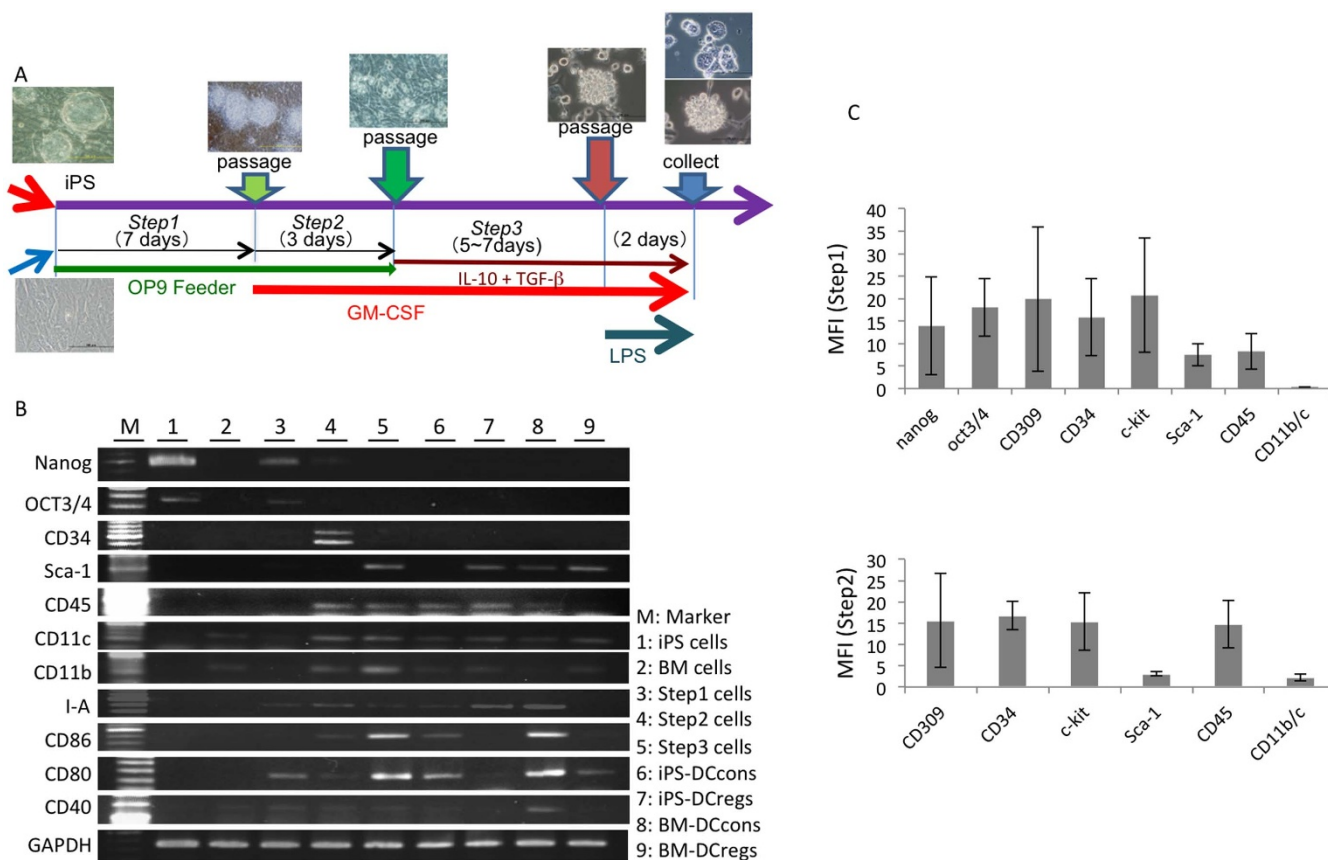 A
iPS
passage
passage
passage
collect
Step1
(7 days)
Step2
(3 days)
Step3
(5~7days)
(2 days)
OP9 Feeder
IL-10 + TGF-β
GM-CSF
LPS
B
M 1 2 3 4 5 6 7 8 9
Nanog
OCT3/4
CD34
Sca-1
CD45
CD11c
CD11b
I-A
CD86
CD80
CD40
GAPDH
M: Marker
1: iPS cells
2: BM cells
3: Step1 cells
4: Step2 cells
5: Step3 cells
6: iPS-DCcons
7: iPS-DCregs
8: BM-DCcons
9: BM-DCregs
C
MFI (Step1)
40
35
30
25
20
15
10
5
0
nanog
oct3/4
CD309
CD34
c-kit
Sca-1
CD45
CD11b/c
MFI (Step2)
30
25
20
15
10
5
0
CD309
CD34
c-kit
Sca-1
CD45
CD11b/c